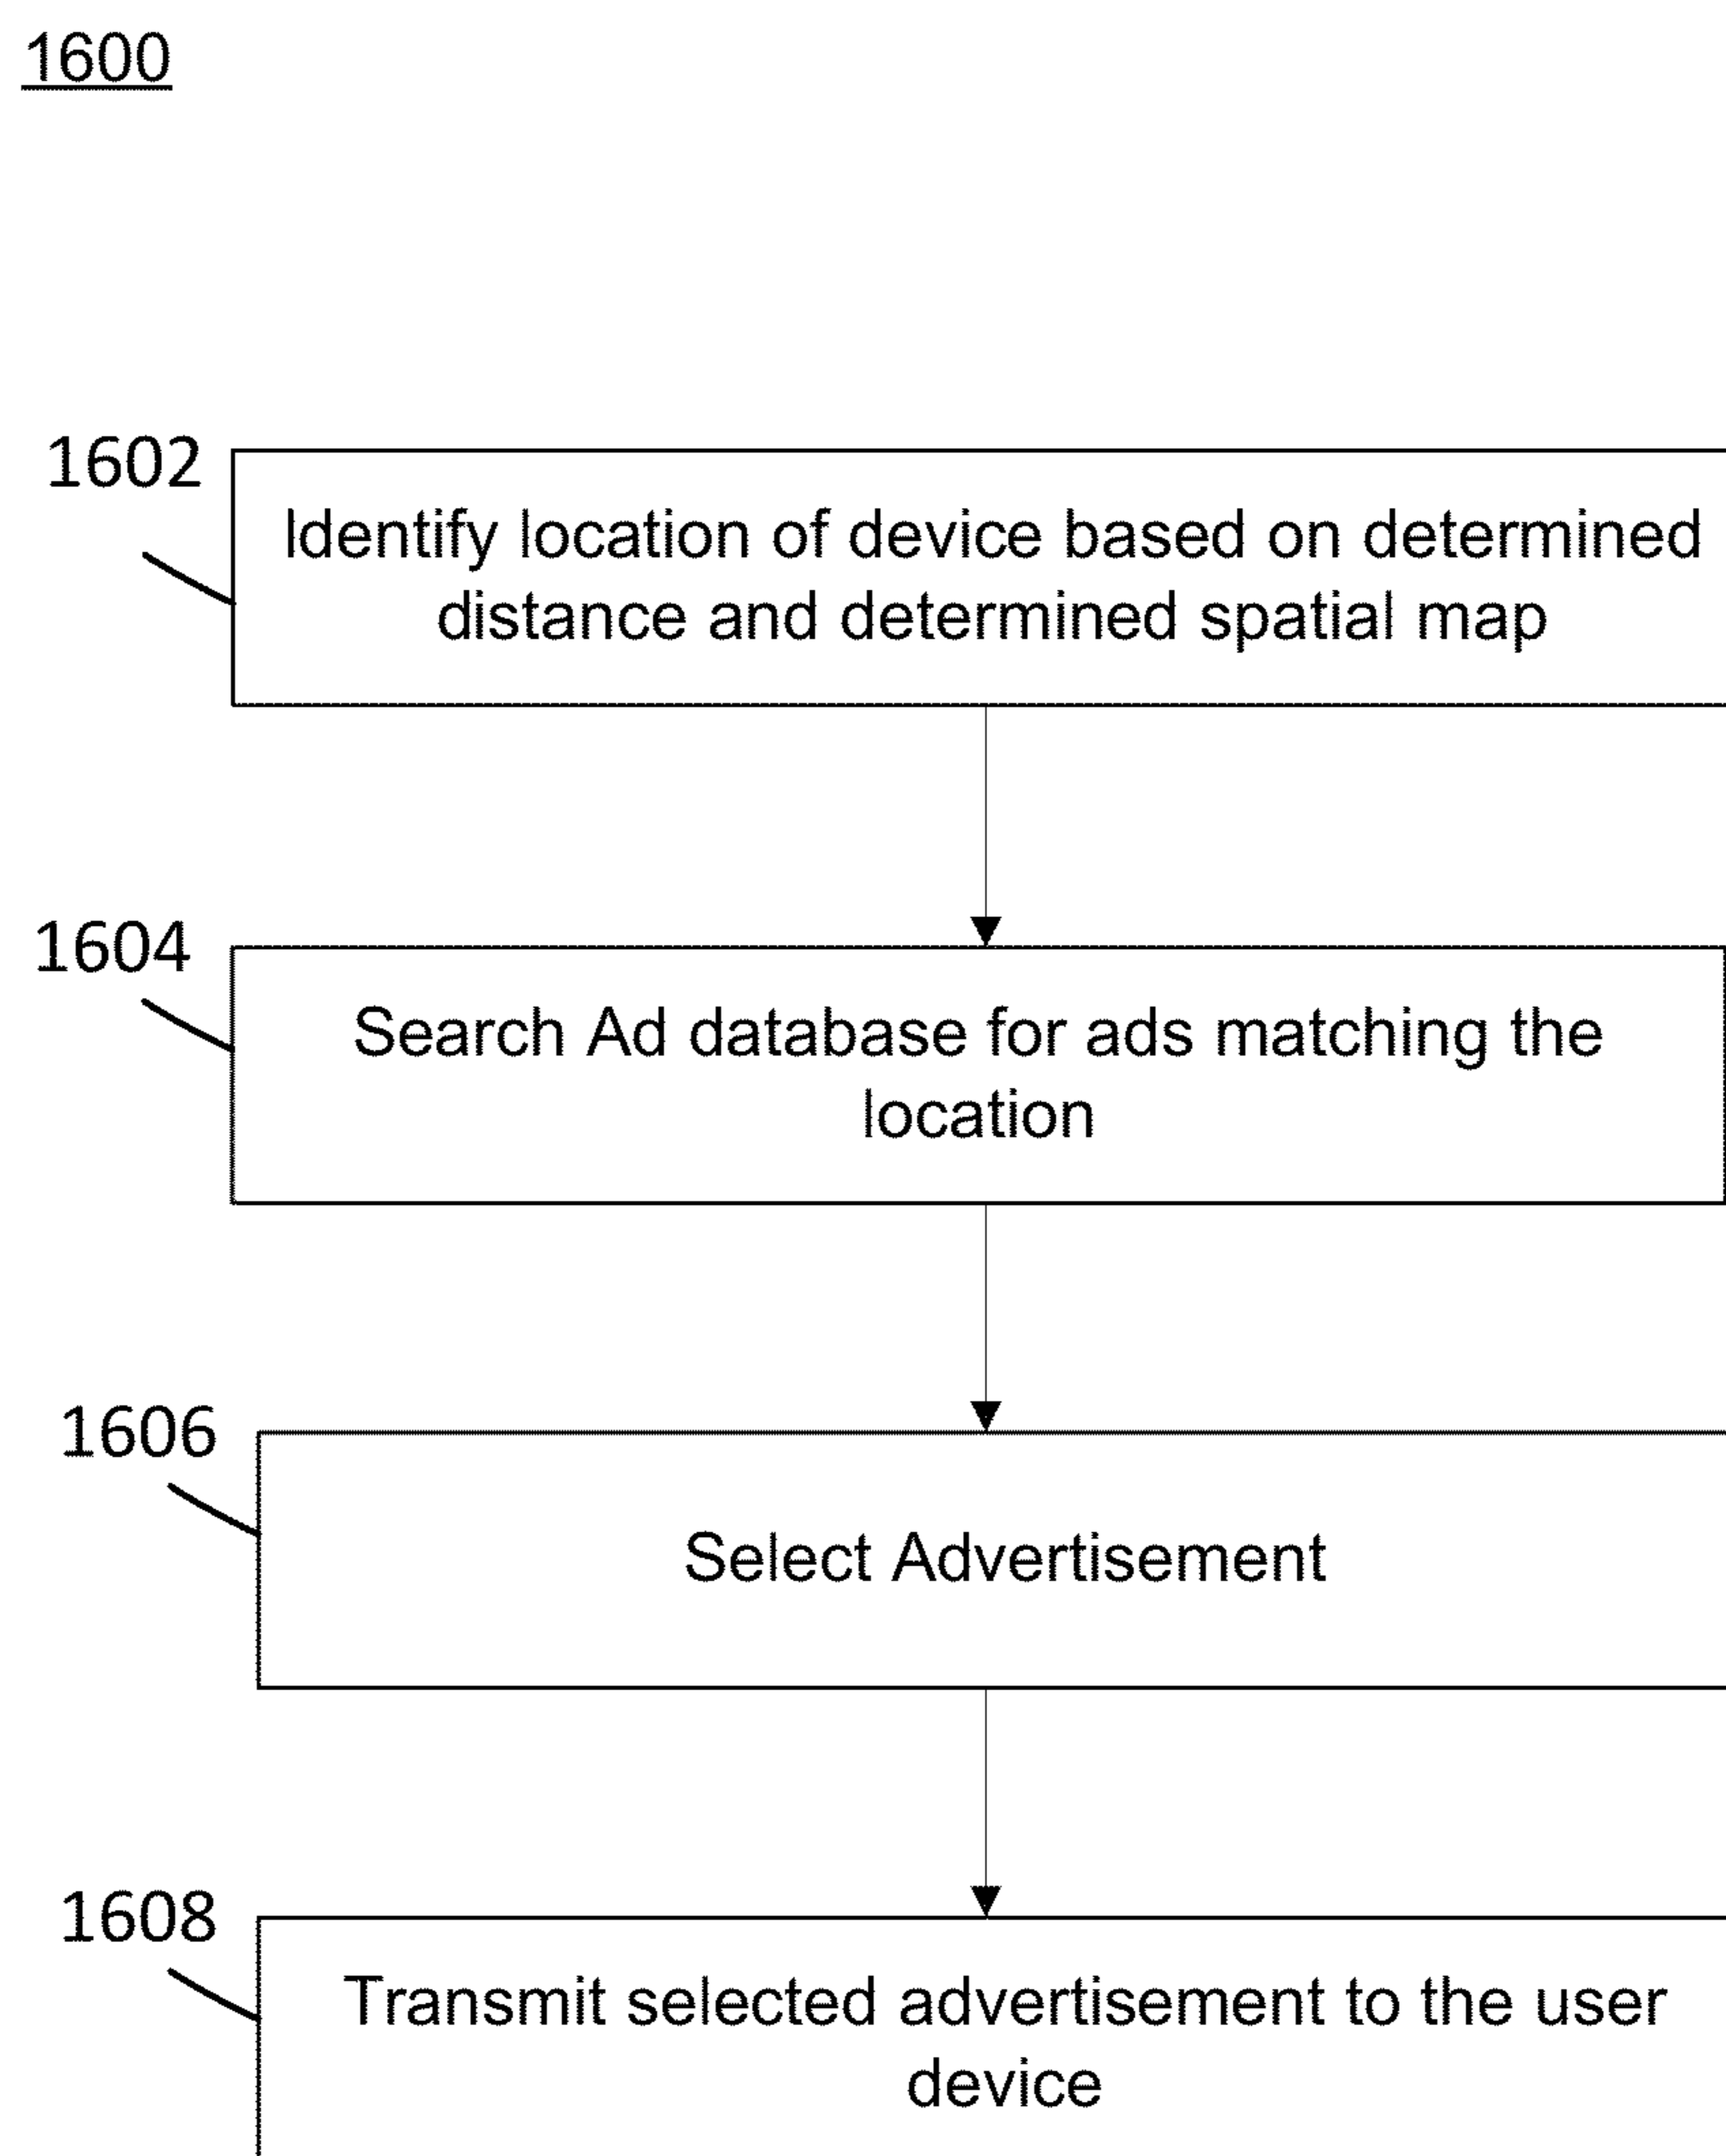 1600
1602
Identify location of device based on determined
distance and determined spatial map
1604
Search Ad database for ads matching the
location
1606
Select Advertisement
1608
Transmit selected advertisement to the user
device